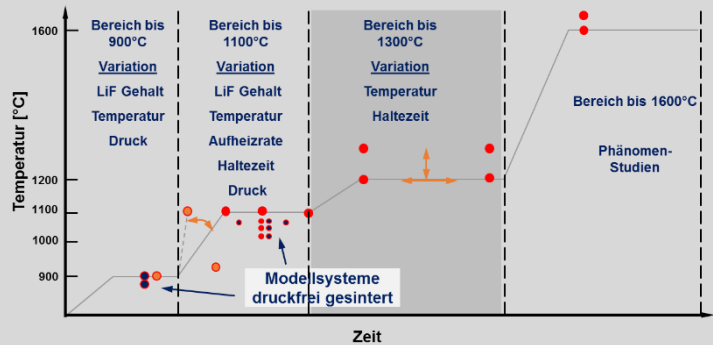 Temperatur [°C]
1600
1200
1100
1000
900
Bereich bis
900°C
Variation
LiF Gehalt
Temperatur
Druck
Bereich bis
1100°C
Variation
LiF Gehalt
Temperatur
Aufheizrate
Haltezeit
Druck
Bereich bis
1300°C
Variation
Temperatur
Haltezeit
Bereich bis 1600°C
Phänomen-
Studien
Modellsysteme
druckfrei gesintert
Zeit